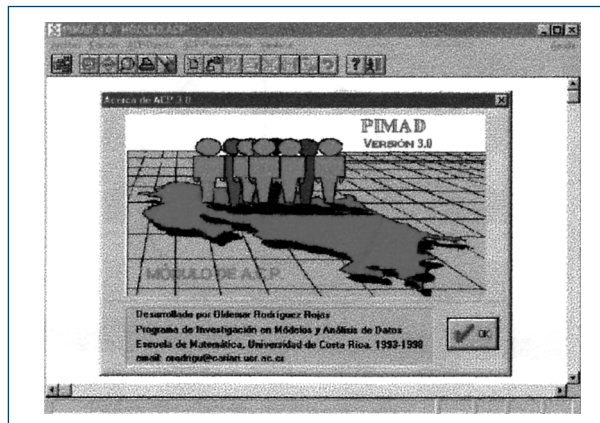 PIMAD 3.0 - MÓDULO ACP
Acerca de ACP 3.0
PIMAD
VERSIÓN 3.0
MÓDULO DE A.C.P.
Desarrollado por Oldemar Rodríguez Rojas
Programa de Investigación en Módelos y Análisis de Datos
Escuela de Matemática, Universidad de Costa Rica. 1993-1998
email: orodrigu@cariari.ucr.ac.cr
OK